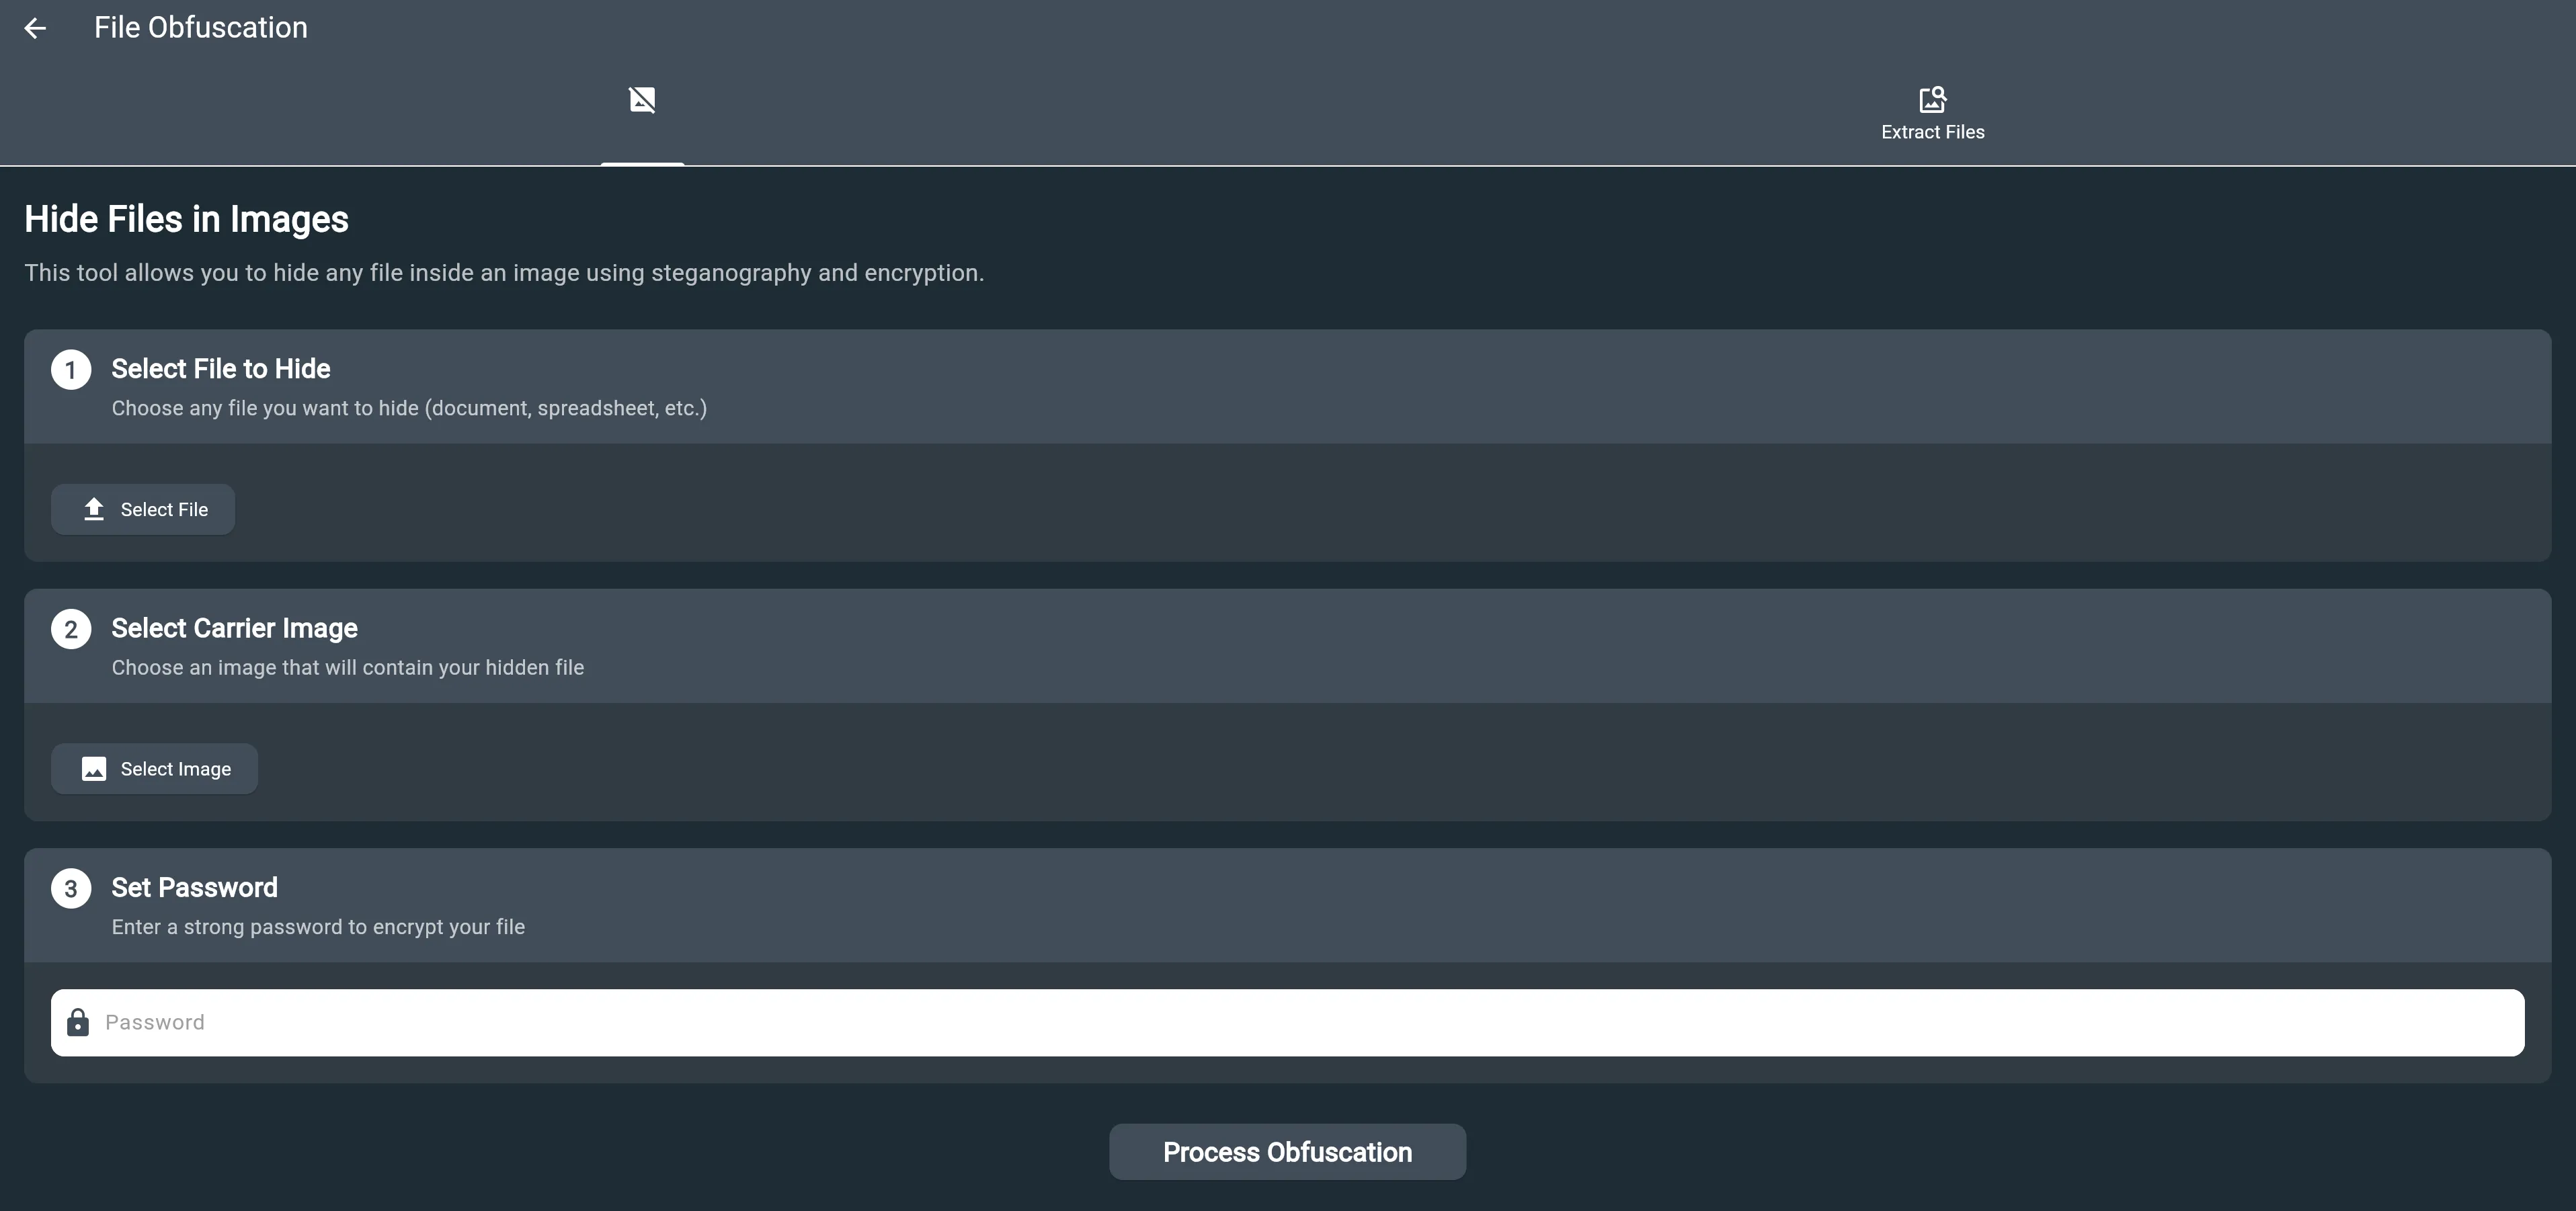 File Obfuscation
Extract Files
Hide Files in Images
This tool allows you to hide any file inside an image using steganography and encryption.
1 Select File to Hide
Choose any file you want to hide (document, spreadsheet, etc.)
Select File
2 Select Carrier Image
Choose an image that will contain your hidden file
Select Image
3 Set Password
Enter a strong password to encrypt your file
Password
Process Obfuscation